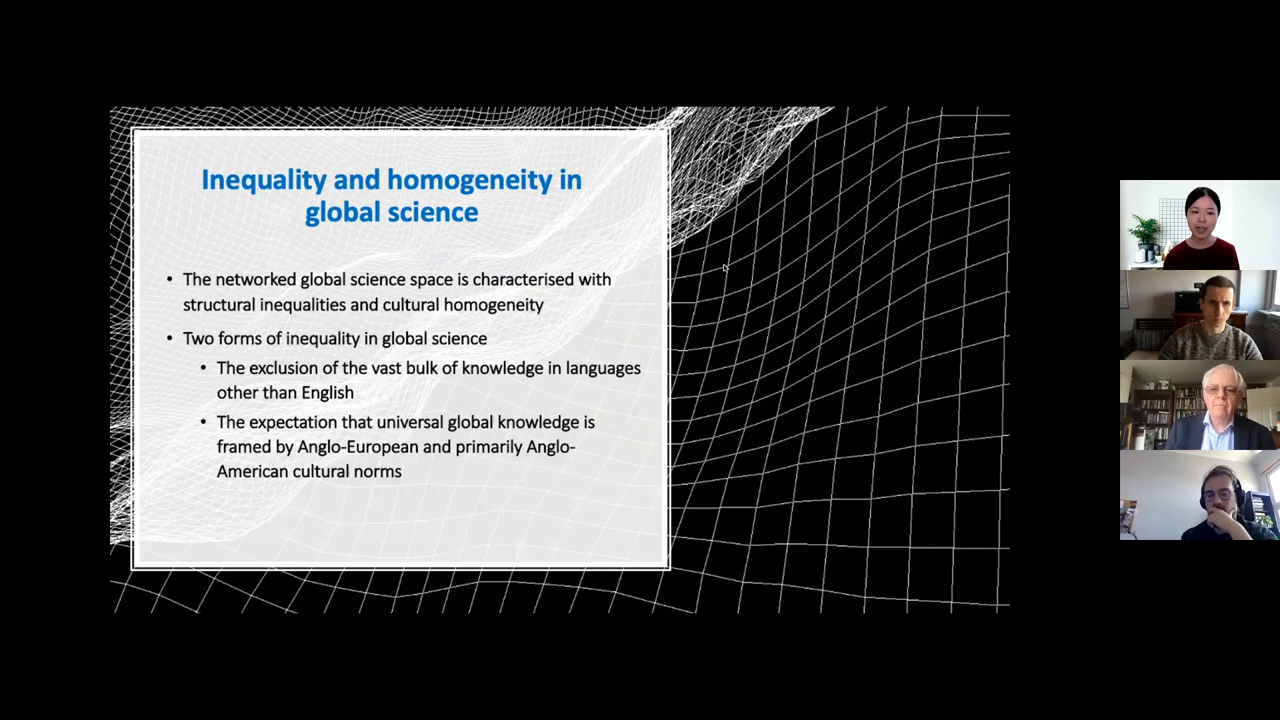 Inequality and homogeneity in
global science
• The networked global science space is characterised with
structural inequalities and cultural homogeneity
• Two forms of inequality in global science
• The exclusion of the vast bulk of knowledge in languages
other than English
• The expectation that universal global knowledge is
framed by Anglo-European and primarily Anglo-
American cultural norms